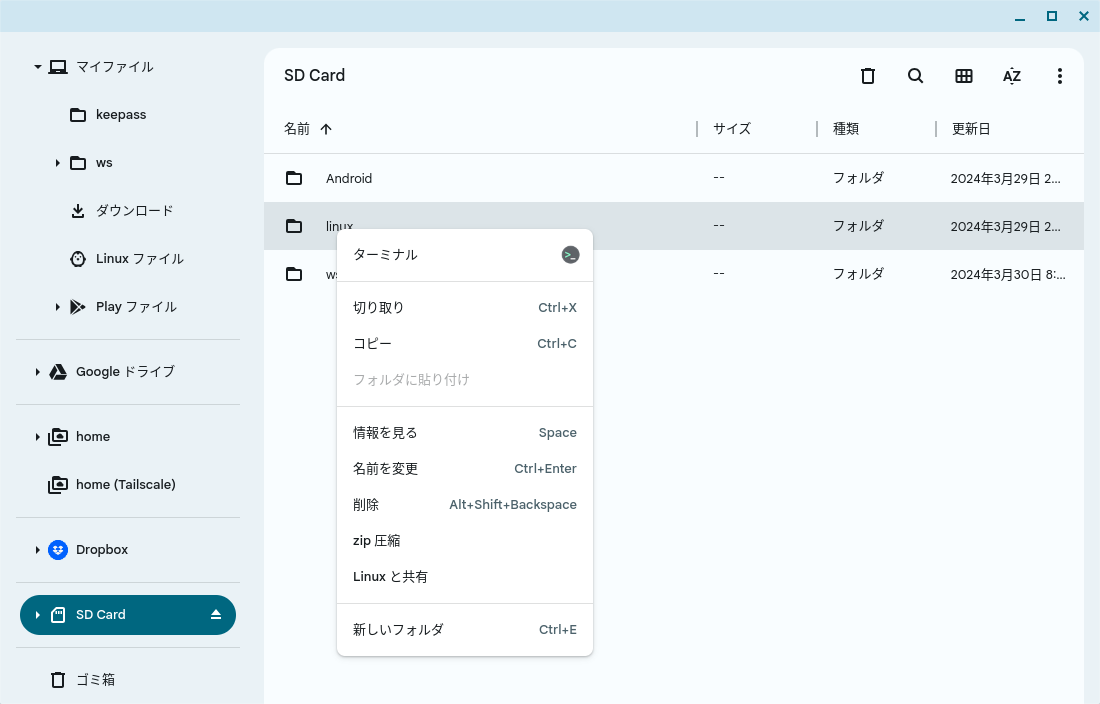 マイファイル
keepass
ws
ダウンロード
Linux ファイル
Play ファイル
Google ドライブ
home
home (Tailscale)
Dropbox
SD Card
ゴミ箱
SD Card
AZ
名前 サイズ 種類 更新日
Android -- フォルダ 2024年3月29日 2...
linux -- フォルダ 2024年3月29日 2...
ws -- フォルダ 2024年3月30日 8:...
ターミナル
切り取り Ctrl+X
コピー Ctrl+C
フォルダに貼り付け
情報を見る Space
名前を変更 Ctrl+Enter
削除 Alt+Shift+Backspace
zip 圧縮
Linux と共有
新しいフォルダ Ctrl+E